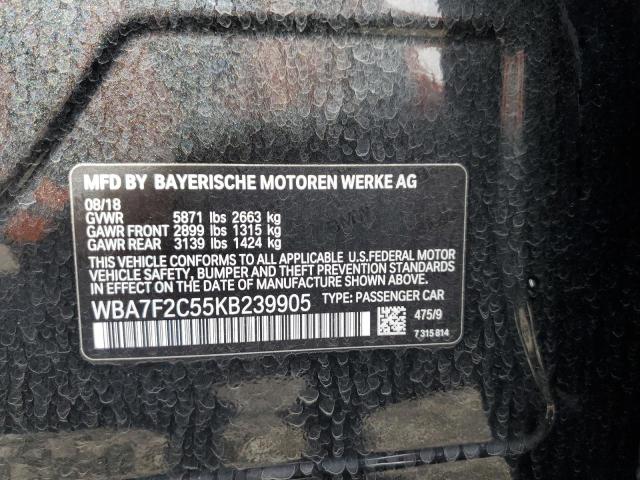 MFD BY BAYERISCHE MOTOREN WERKE AG
08/18
GVWR 5871 lbs 2663 kg
GAWR FRONT 2899 lbs 1315 kg
GAWR REAR 3139 lbs 1424 kg
THIS VEHICLE CONFORMS TO ALL APPLICABLE U.S.FEDERAL MOTOR
VEHICLE SAFETY, BUMPER AND THEFT PREVENTION STANDARDS
IN EFFECT ON THE DATE OF MANUFACTURE SHOWN ABOVE.
WBA7F2C55KB239905 TYPE: PASSENGER CAR
475/9
7 315 814